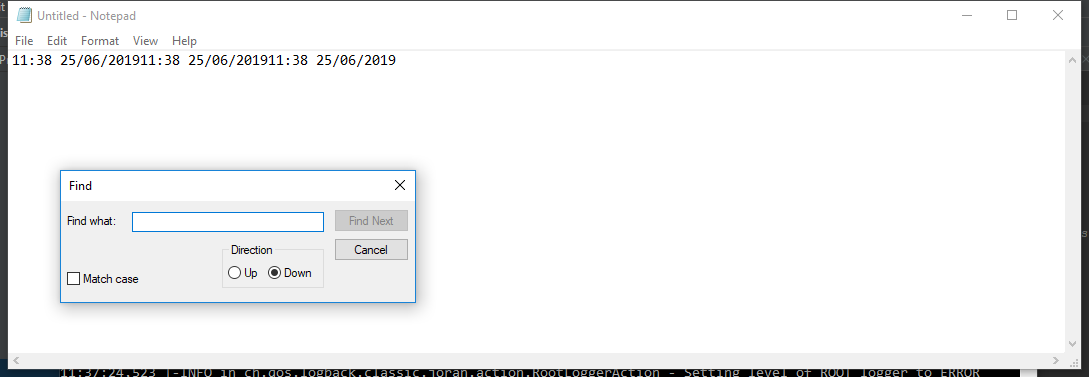 Untitled - Notepad
File Edit Format View Help
11:38 25/06/201911:38 25/06/201911:38 25/06/2019
Find
Find what:
Find Next
Direction
Cancel
Up Down
Match case
11:37:24,523 |-INFO in ch.qos.logback.classic.joran.action.RootLoggerAction - Setting level of ROOT logger to ERROR